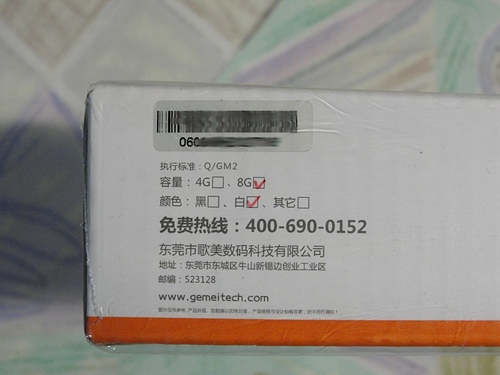 060
执行标准：Q/GM2
容量：4G□、8G☑
颜色：黑□、白☑、其它□
免费热线：400-690-0152
东莞市歌美数码科技有限公司
地址：东莞市东城区牛山新锡边创业工业区
邮编：523128
www.gemeitech.com